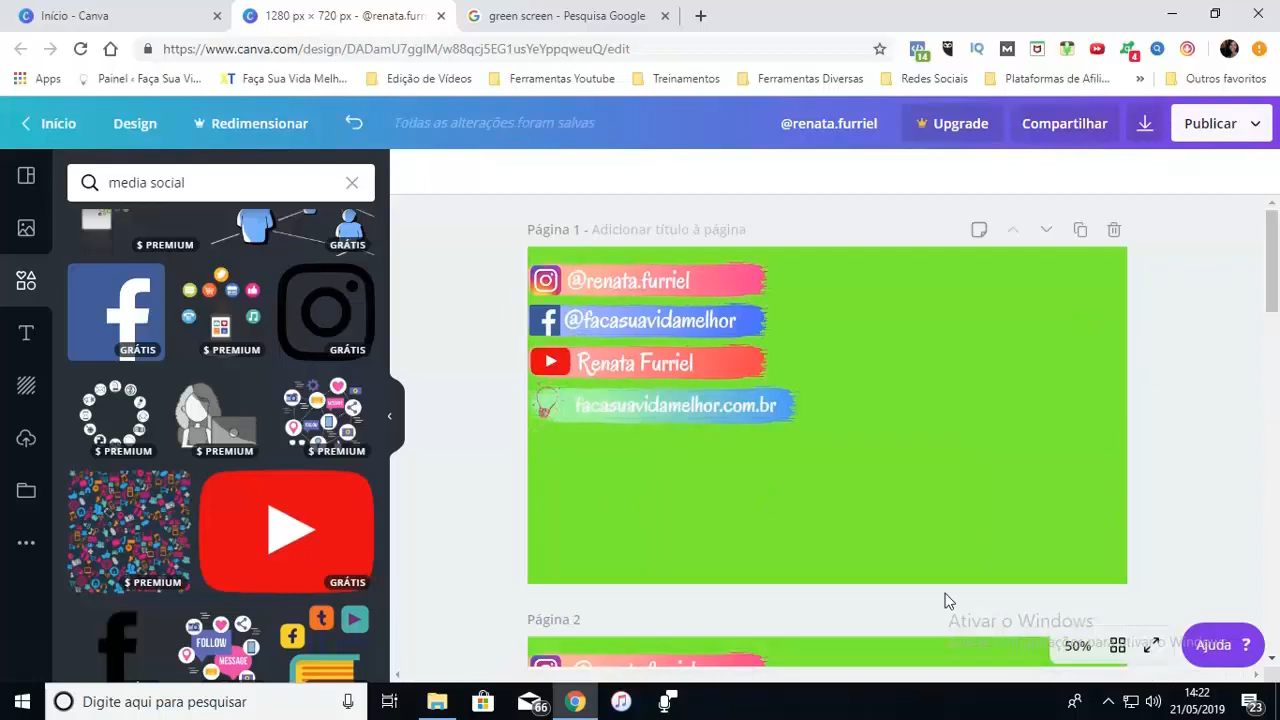 Início - Canva
1280 px × 720 px - @renata.furri
green screen - Pesquisa Google
https://www.canva.com/design/DADamU7ggIM/w88qcj5EG1usYeYppqweuQ/edit
14
4
Apps
Painel ‹ Faça Sua Vi...
Faça Sua Vida Melh...
Edição de Vídeos
Ferramentas Youtube
Treinamentos
Ferramentas Diversas
Redes Sociais
Plataformas de Afili...
Outros favoritos
Início
Design
Redimensionar
Todas as alterações foram salvas
@renata.furriel
Upgrade
Compartilhar
Publicar
media social
$ PREMIUM
GRÁTIS
GRÁTIS
$ PREMIUM
GRÁTIS
$ PREMIUM
$ PREMIUM
$ PREMIUM
$ PREMIUM
GRÁTIS
FOLLOW
MESSAGE
Página 1 - Adicionar título à página
@renata.furriel
@facasuavidamelhor
Renata Furriel
facasuavidamelhor.com.br
Página 2
Ativar o Windows
50%
Ajuda ?
Digite aqui para pesquisar
66
14:22
21/05/2019
23